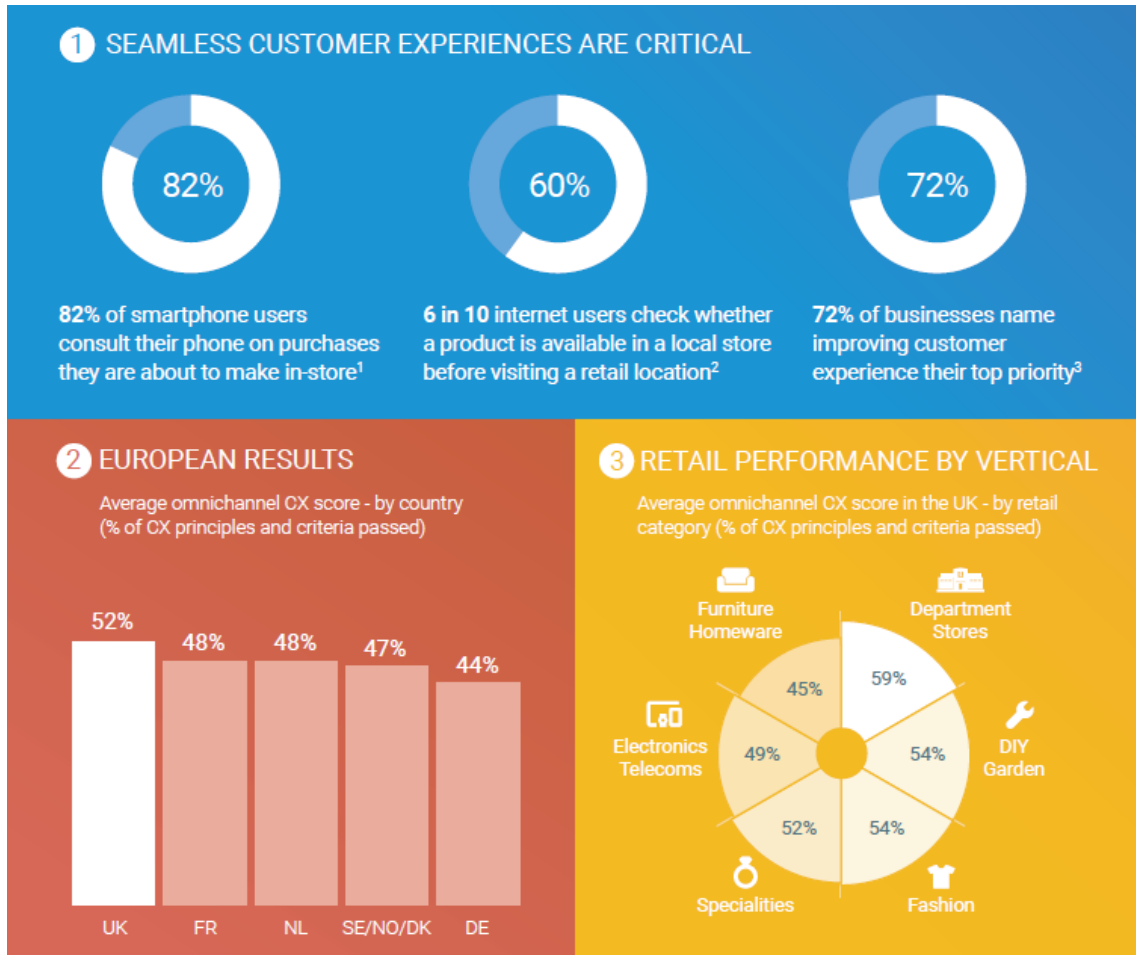 1 SEAMLESS CUSTOMER EXPERIENCES ARE CRITICAL
82%
60%
72%
82% of smartphone users
consult their phone on purchases
they are about to make in-store¹
6 in 10 internet users check whether
a product is available in a local store
before visiting a retail location²
72% of businesses name
improving customer
experience their top priority³
2 EUROPEAN RESULTS
Average omnichannel CX score - by country
(% of CX principles and criteria passed)
52%
48%
48%
47%
44%
UK
FR
NL
SE/NO/DK
DE
3 RETAIL PERFORMANCE BY VERTICAL
Average omnichannel CX score in the UK - by retail
category (% of CX principles and criteria passed)
Furniture
Homeware
Department
Stores
45%
59%
Electronics
Telecoms
49%
54%
DIY
Garden
52%
54%
Specialities
Fashion